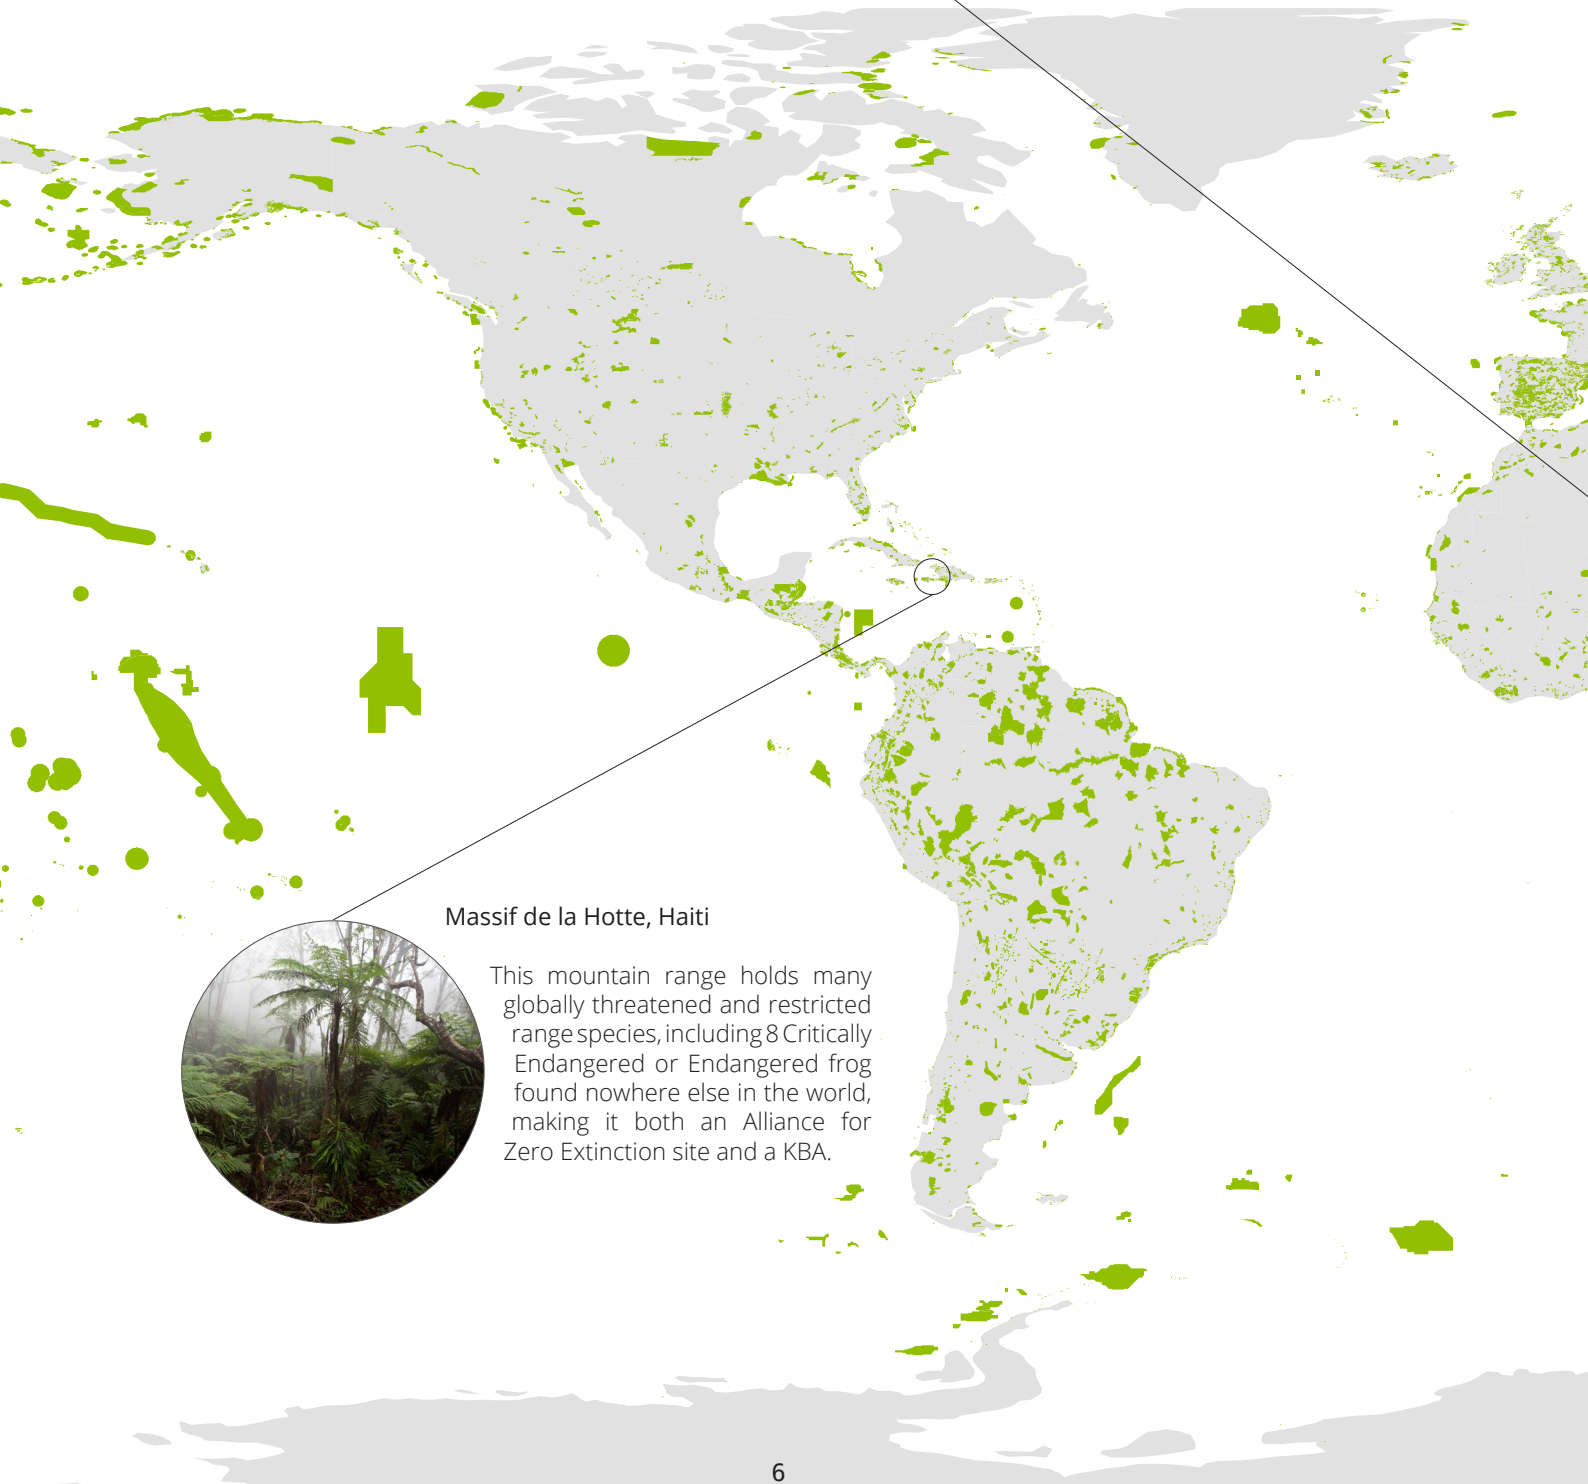 Massif de la Hotte, Haiti
This mountain range holds many
globally threatened and restricted
range species, including 8 Critically
Endangered or Endangered frog
found nowhere else in the world,
making it both an Alliance for
Zero Extinction site and a KBA.
6